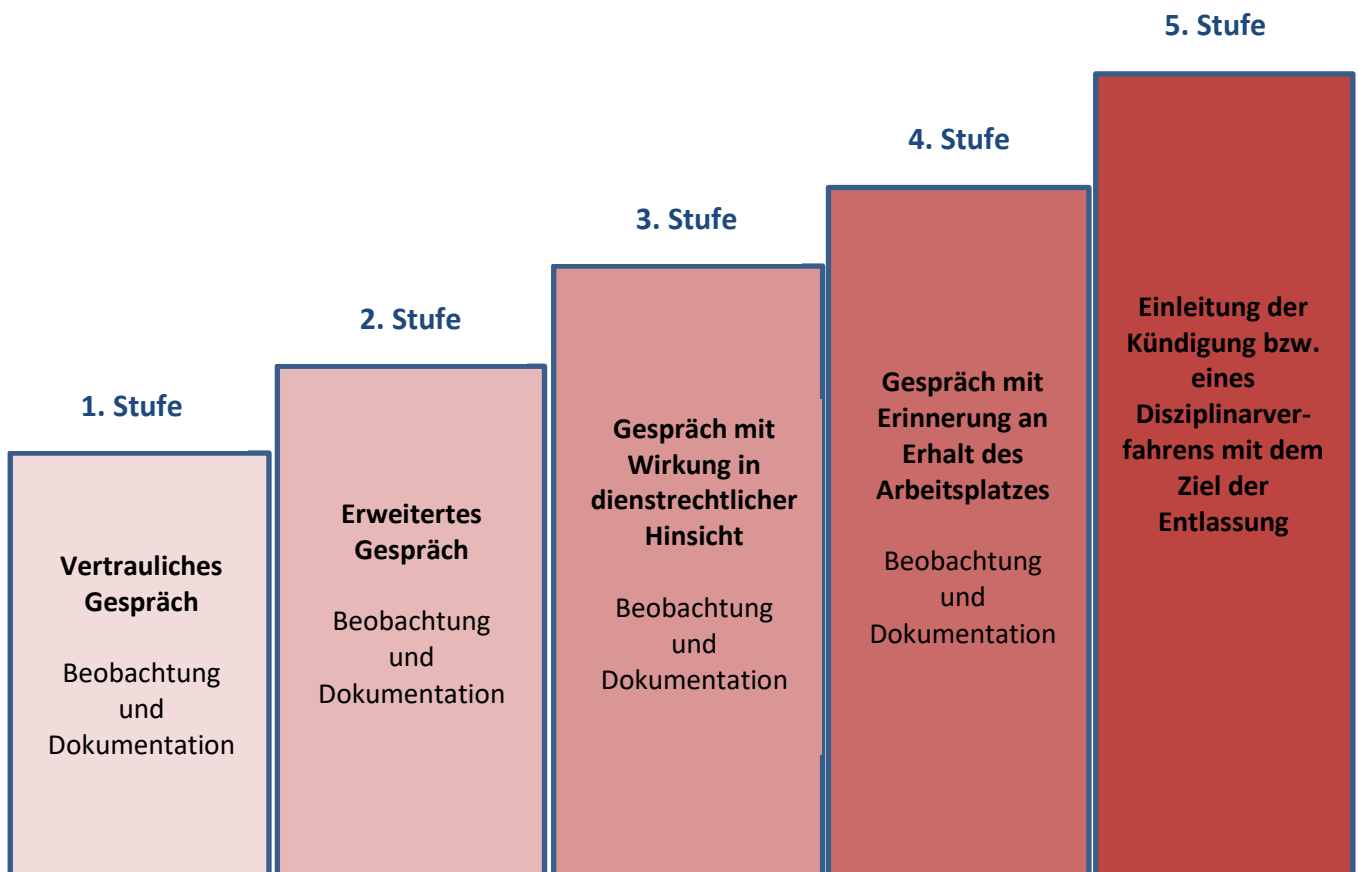 1. Stufe
Vertrauliches
Gespräch
Beobachtung
und
Dokumentation
2. Stufe
Erweitertes
Gespräch
Beobachtung
und
Dokumentation
3. Stufe
Gespräch mit
Wirkung in
dienstrechtlicher
Hinsicht
Beobachtung
und
Dokumentation
4. Stufe
Gespräch mit
Erinnerung an
Erhalt des
Arbeitsplatzes
Beobachtung
und
Dokumentation
5. Stufe
Einleitung der
Kündigung bzw.
eines
Disziplinarver-
fahrens mit dem
Ziel der
Entlassung